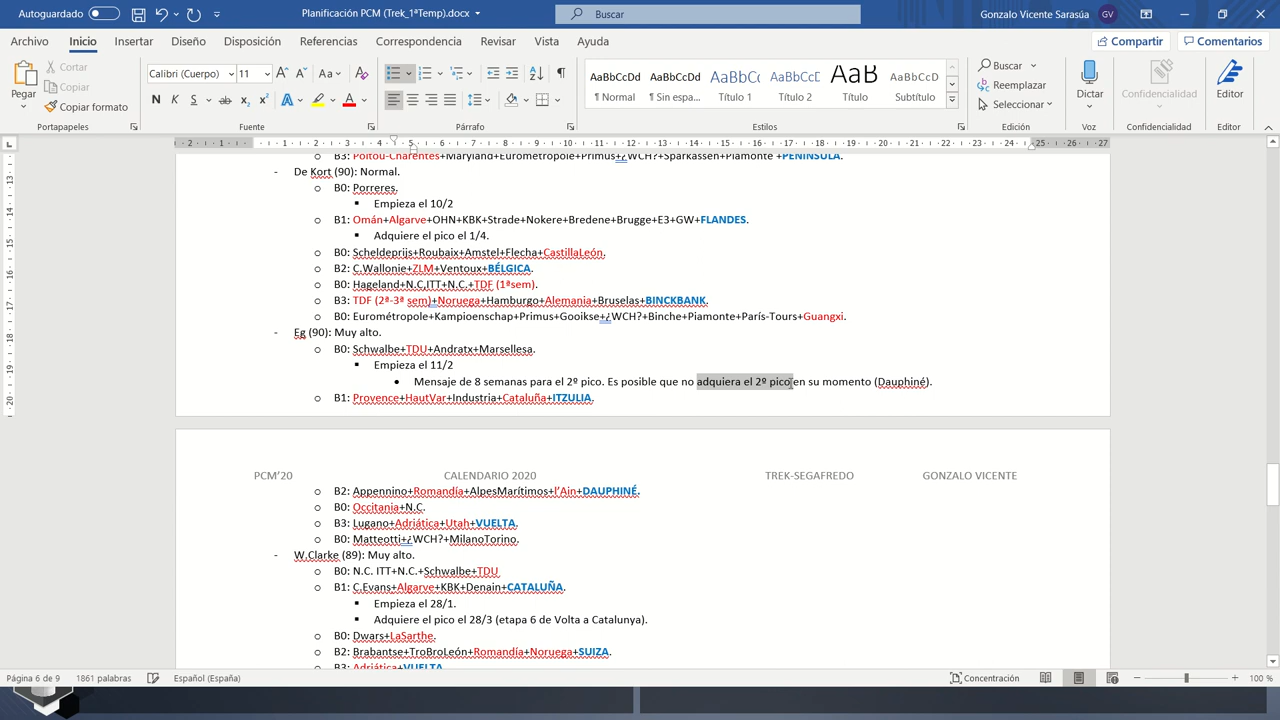 Autoguardado
Planificación PCM (Trek_1ªTemp).docx
Buscar
Gonzalo Vicente Sarasúa GV
Archivo Inicio Insertar Diseño Disposición Referencias Correspondencia Revisar Vista Ayuda Compartir Comentarios
Pegar
Cortar
Copiar
Copiar formato
Portapapeles
Calibri (Cuerpo) 11
N K S ab x₂ x²
Fuente
Párrafo
AaBbCcDd AaBbCcDd AaBbCc AaBbCcC AaB AaBbCcD
¶ Normal ¶ Sin espa... Título 1 Título 2 Título Subtítulo
Estilos
Buscar
Reemplazar
Seleccionar
Edición
Dictar
Voz
Confidencialidad
Confidencialidad
Editor
Editor
B3: Poitou-Charentes+Maryland+Eurometropole+Primus+¿WCH?+Sparkassen+Piamonte +PENÍNSULA.
- De Kort (90): Normal.
o B0: Porreres.
▪ Empieza el 10/2
o B1: Omán+Algarve+OHN+KBK+Strade+Nokere+Bredene+Brugge+E3+GW+FLANDES.
▪ Adquiere el pico el 1/4.
o B0: Scheldeprijs+Roubaix+Amstel+Flecha+CastillaLeón.
o B2: C.Wallonie+ZLM+Ventoux+BÉLGICA.
o B0: Hageland+N.C.ITT+N.C.+TDF (1ªsem).
o B3: TDF (2ª-3ª sem)+Noruega+Hamburgo+Alemania+Bruselas+BINCKBANK.
o B0: Eurométropole+Kampioenschap+Primus+Gooikse+¿WCH?+Binche+Piamonte+París-Tours+Guangxi.
- Eg (90): Muy alto.
o B0: Schwalbe+TDU+Andratx+Marsellesa.
▪ Empieza el 11/2
• Mensaje de 8 semanas para el 2º pico. Es posible que no adquiera el 2º pico en su momento (Dauphiné).
o B1: Provence+HautVar+Industria+Cataluña+ITZULIA.
PCM’20 CALENDARIO 2020 TREK-SEGAFREDO GONZALO VICENTE
o B2: Appennino+Romandía+AlpesMarítimos+l’Ain+DAUPHINÉ.
o B0: Occitania+N.C.
o B3: Lugano+Adriática+Utah+VUELTA.
o B0: Matteotti+¿WCH?+MilanoTorino.
- W.Clarke (89): Muy alto.
o B0: N.C. ITT+N.C.+Schwalbe+TDU
o B1: C.Evans+Algarve+KBK+Denain+CATALUÑA.
▪ Empieza el 28/1.
▪ Adquiere el pico el 28/3 (etapa 6 de Volta a Catalunya).
o B0: Dwars+LaSarthe.
o B2: Brabantse+TroBroLeón+Romandía+Noruega+SUIZA.
B3: Adriática+VUELTA.
Página 6 de 9 1861 palabras Español (España) Concentración 100 %